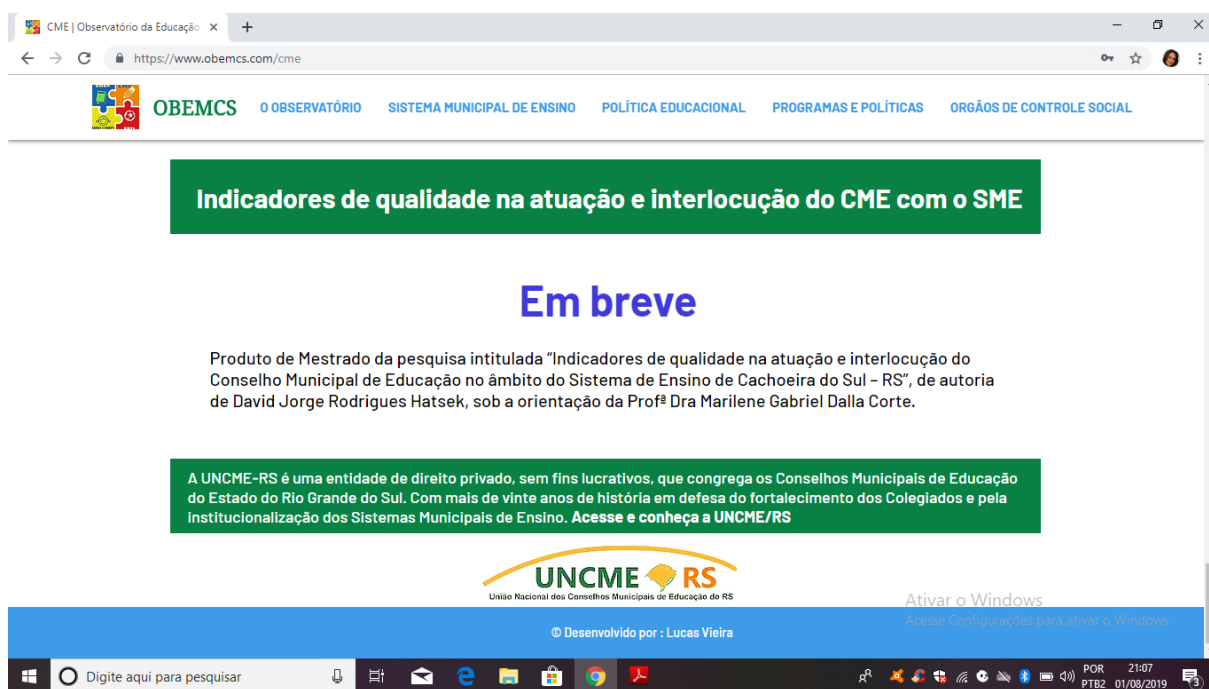 CME | Observatório da Educação
https://www.obemcs.com/cme
OBEMCS O OBSERVATÓRIO SISTEMA MUNICIPAL DE ENSINO POLÍTICA EDUCACIONAL PROGRAMAS E POLÍTICAS ORGÃOS DE CONTROLE SOCIAL
Indicadores de qualidade na atuação e interlocução do CME com o SME
Em breve
Produto de Mestrado da pesquisa intitulada “Indicadores de qualidade na atuação e interlocução do
Conselho Municipal de Educação no âmbito do Sistema de Ensino de Cachoeira do Sul – RS”, de autoria
de David Jorge Rodrigues Hatsek, sob a orientação da Profª Dra Marilene Gabriel Dalla Corte.
A UNCME-RS é uma entidade de direito privado, sem fins lucrativos, que congrega os Conselhos Municipais de Educação
do Estado do Rio Grande do Sul. Com mais de vinte anos de história em defesa do fortalecimento dos Colegiados e pela
institucionalização dos Sistemas Municipais de Ensino. Acesse e conheça a UNCME/RS
UNCME RS
União Nacional dos Conselhos Municipais de Educação do RS
Ativar o Windows
Acesse Configurações para ativar o Windows.
© Desenvolvido por : Lucas Vieira
Digite aqui para pesquisar
POR 21:07
PTB2 01/08/2019
3